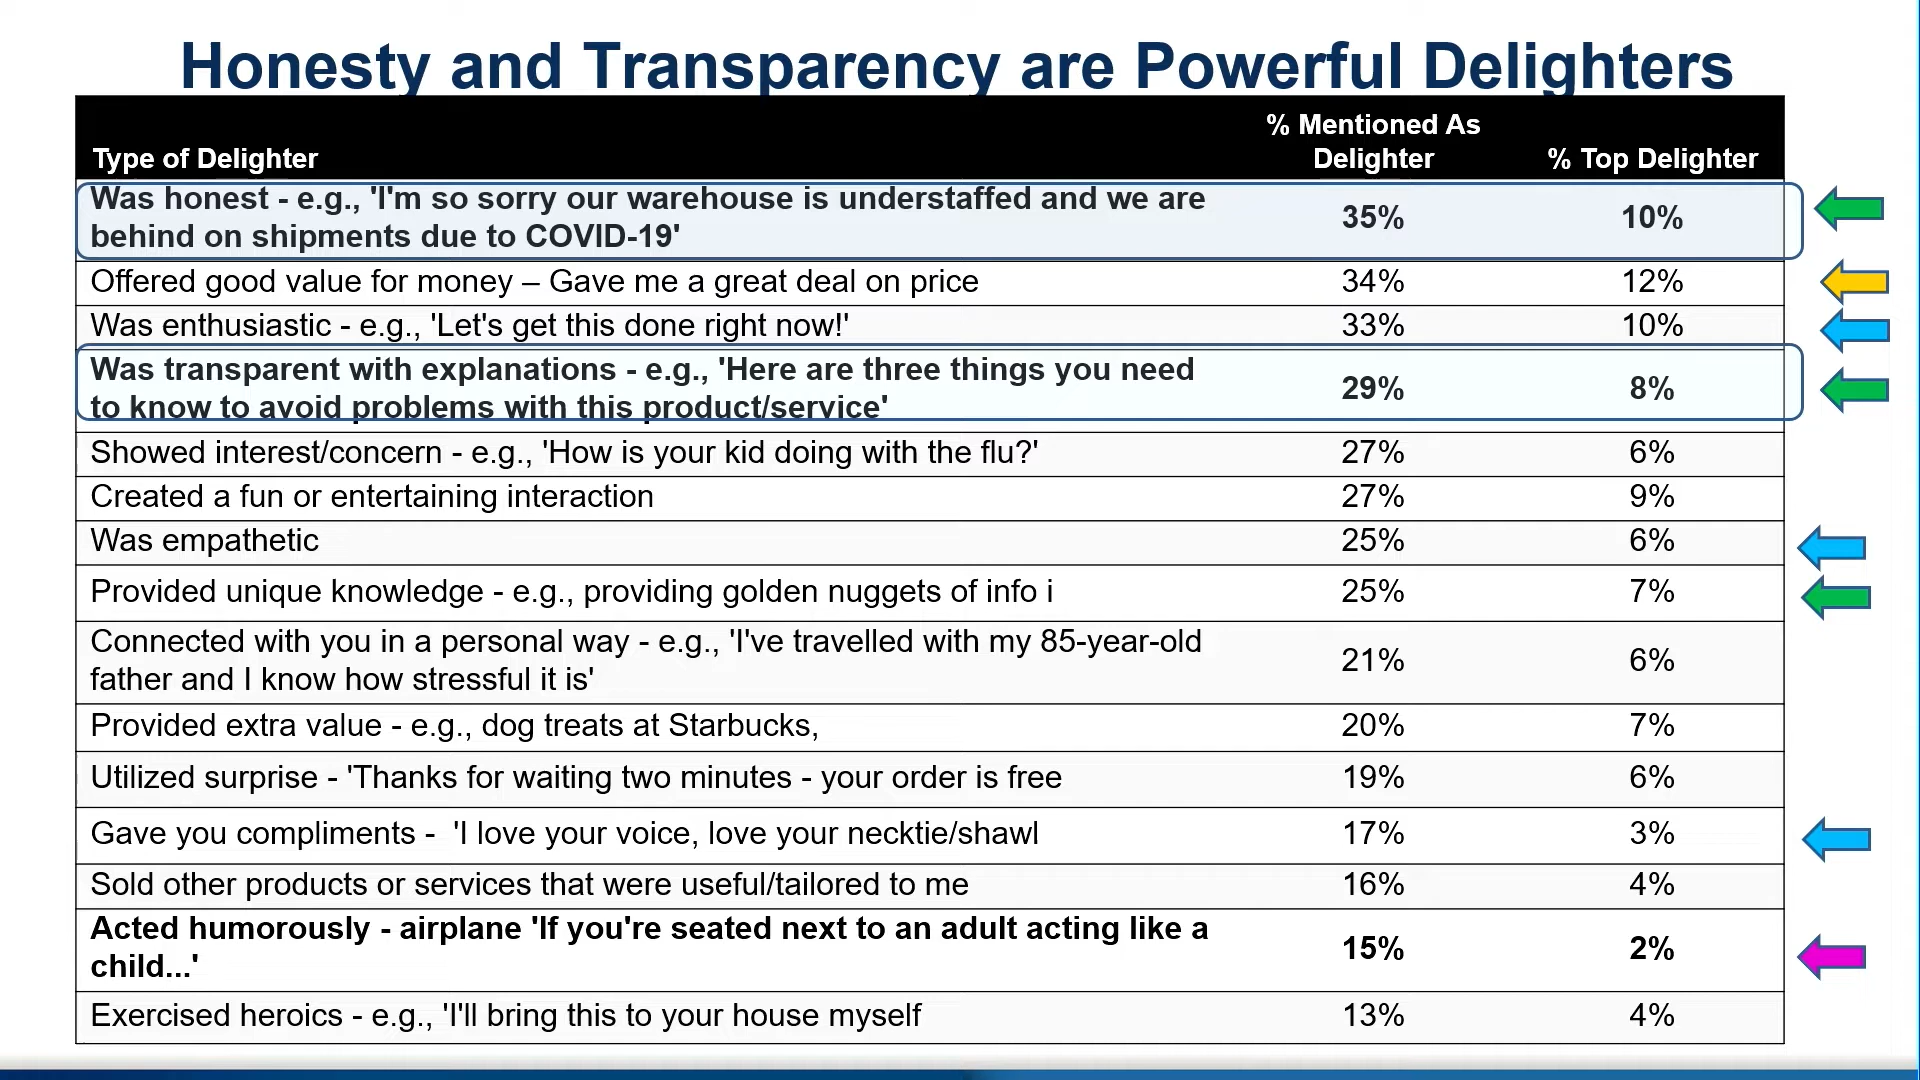 Honesty and Transparency are Powerful Delighters
% Mentioned As
Type of Delighter Delighter % Top Delighter
Was honest - e.g., 'I'm so sorry our warehouse is understaffed and we are
behind on shipments due to COVID-19' 35% 10%
Offered good value for money – Gave me a great deal on price 34% 12%
Was enthusiastic - e.g., 'Let's get this done right now!' 33% 10%
Was transparent with explanations - e.g., 'Here are three things you need
to know to avoid problems with this product/service' 29% 8%
Showed interest/concern - e.g., 'How is your kid doing with the flu?' 27% 6%
Created a fun or entertaining interaction 27% 9%
Was empathetic 25% 6%
Provided unique knowledge - e.g., providing golden nuggets of info i 25% 7%
Connected with you in a personal way - e.g., 'I've travelled with my 85-year-old
father and I know how stressful it is' 21% 6%
Provided extra value - e.g., dog treats at Starbucks, 20% 7%
Utilized surprise - 'Thanks for waiting two minutes - your order is free 19% 6%
Gave you compliments -  'I love your voice, love your necktie/shawl 17% 3%
Sold other products or services that were useful/tailored to me 16% 4%
Acted humorously - airplane 'If you're seated next to an adult acting like a
child...' 15% 2%
Exercised heroics - e.g., 'I'll bring this to your house myself 13% 4%